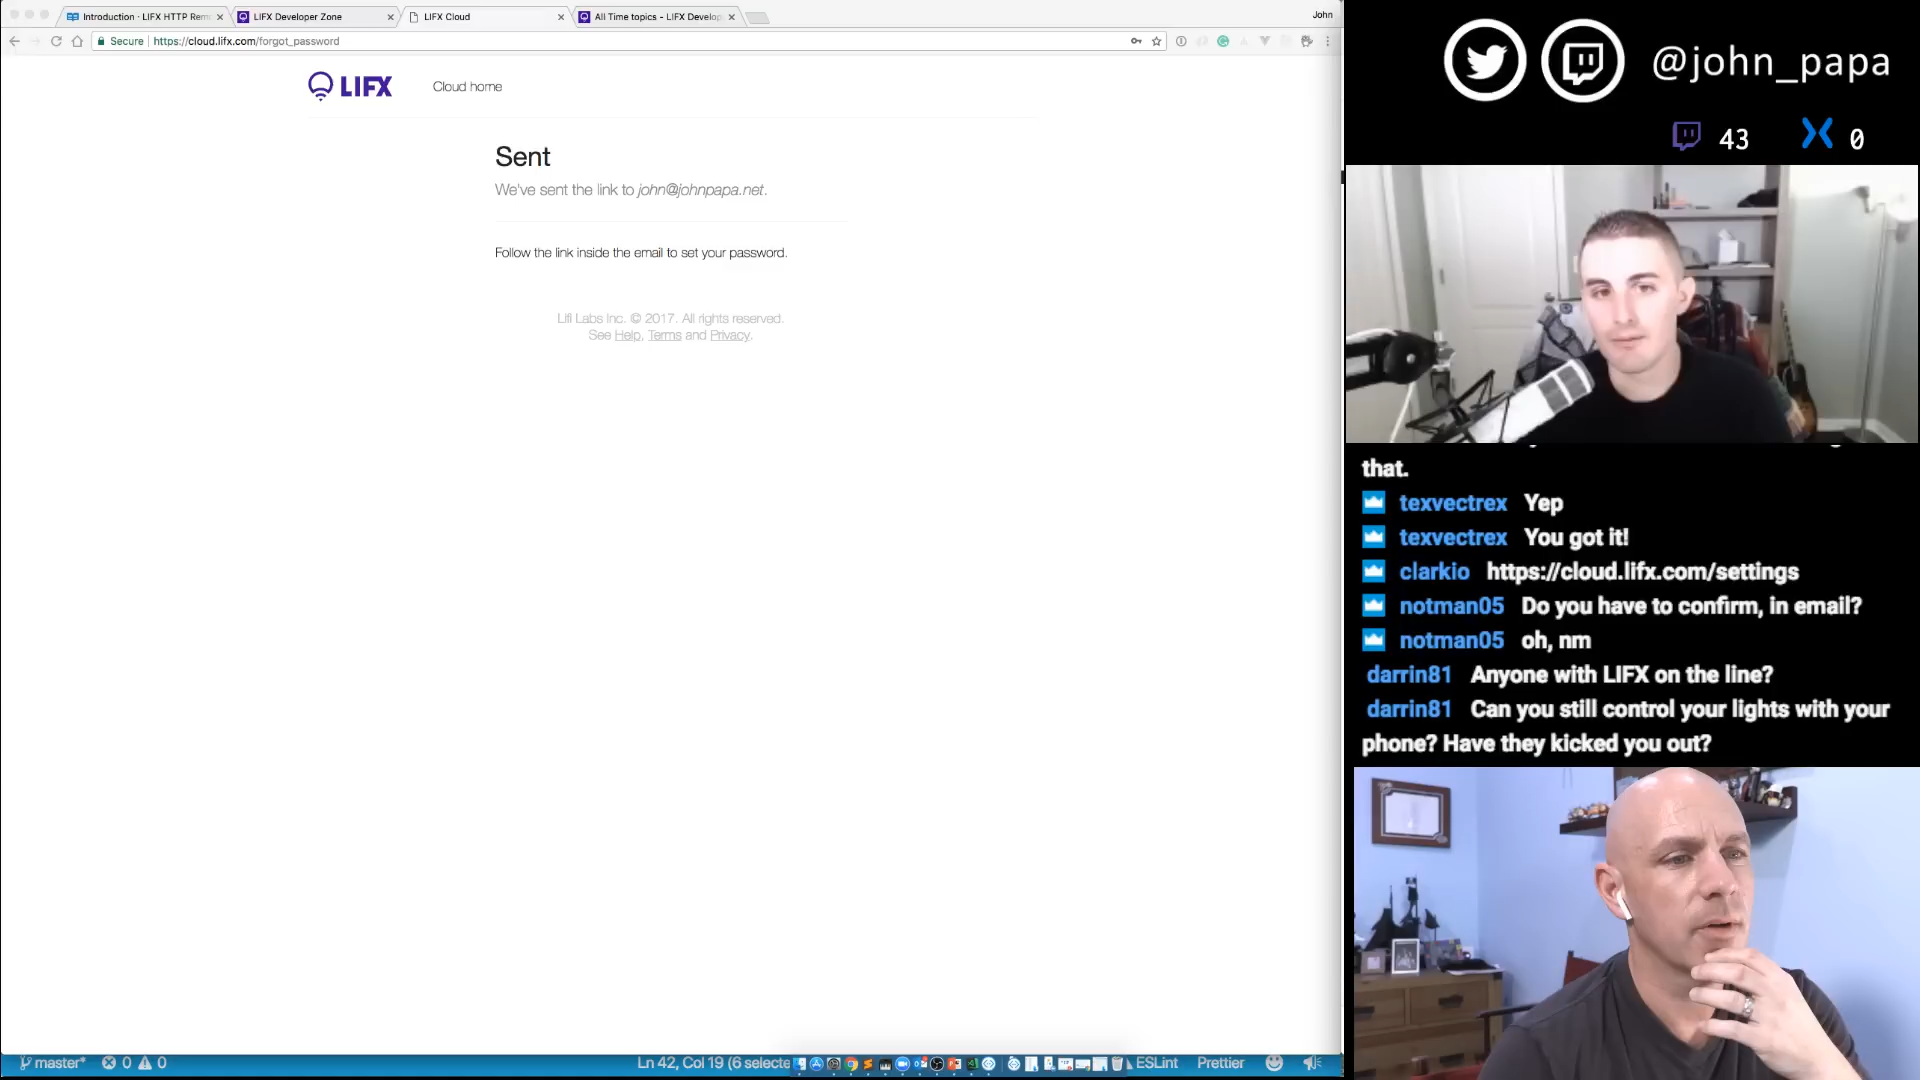 Introduction · LIFX HTTP Rem
LIFX Developer Zone
LIFX Cloud
All Time topics - LIFX Develop
John
Secure
https://cloud.lifx.com/forgot_password
LIFX
Cloud home
Sent
We've sent the link to john@johnpapa.net.
Follow the link inside the email to set your password.
Lifi Labs Inc. © 2017. All rights reserved.
See Help, Terms and Privacy.
master*
0
0
Ln 42, Col 19 (6 selecte
ESLint
Prettier
@john_papa
43
0
that.
texvectrex Yep
texvectrex You got it!
clarkio https://cloud.lifx.com/settings
notman05 Do you have to confirm, in email?
notman05 oh, nm
darrin81 Anyone with LIFX on the line?
darrin81 Can you still control your lights with your
phone? Have they kicked you out?